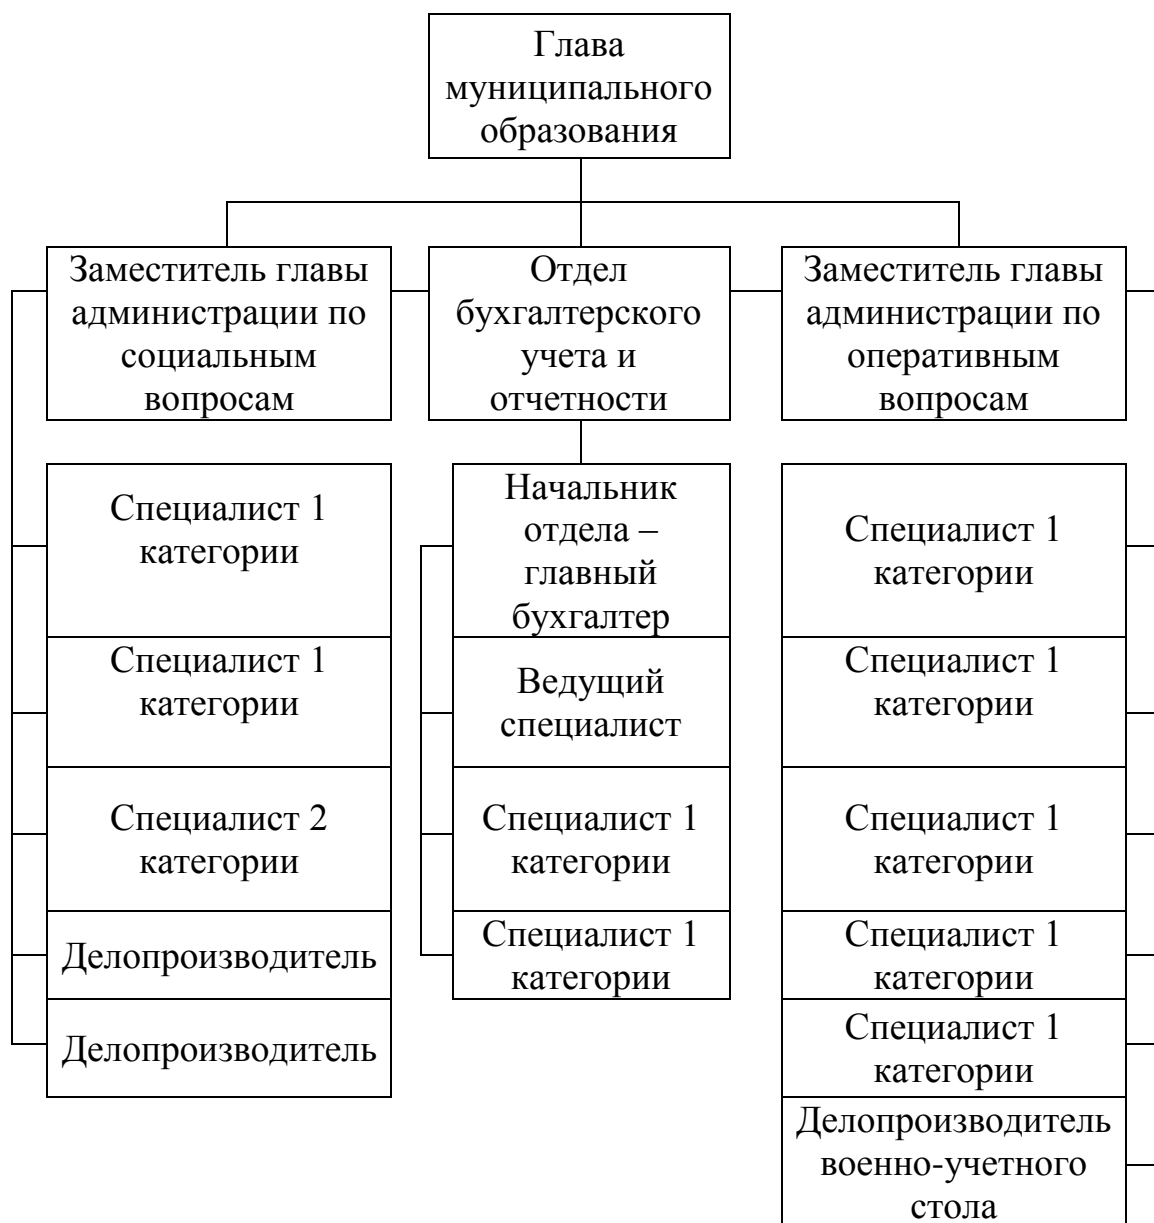 Глава
муниципального
образования
Заместитель главы
администрации по
социальным
вопросам
Отдел
бухгалтерского
учета и
отчетности
Заместитель главы
администрации по
оперативным
вопросам
Специалист 1
категории
Специалист 1
категории
Специалист 2
категории
Делопроизводитель
Делопроизводитель
Начальник
отдела –
главный
бухгалтер
Ведущий
специалист
Специалист 1
категории
Специалист 1
категории
Специалист 1
категории
Специалист 1
категории
Специалист 1
категории
Специалист 1
категории
Специалист 1
категории
Делопроизводитель
военно-учетного
стола